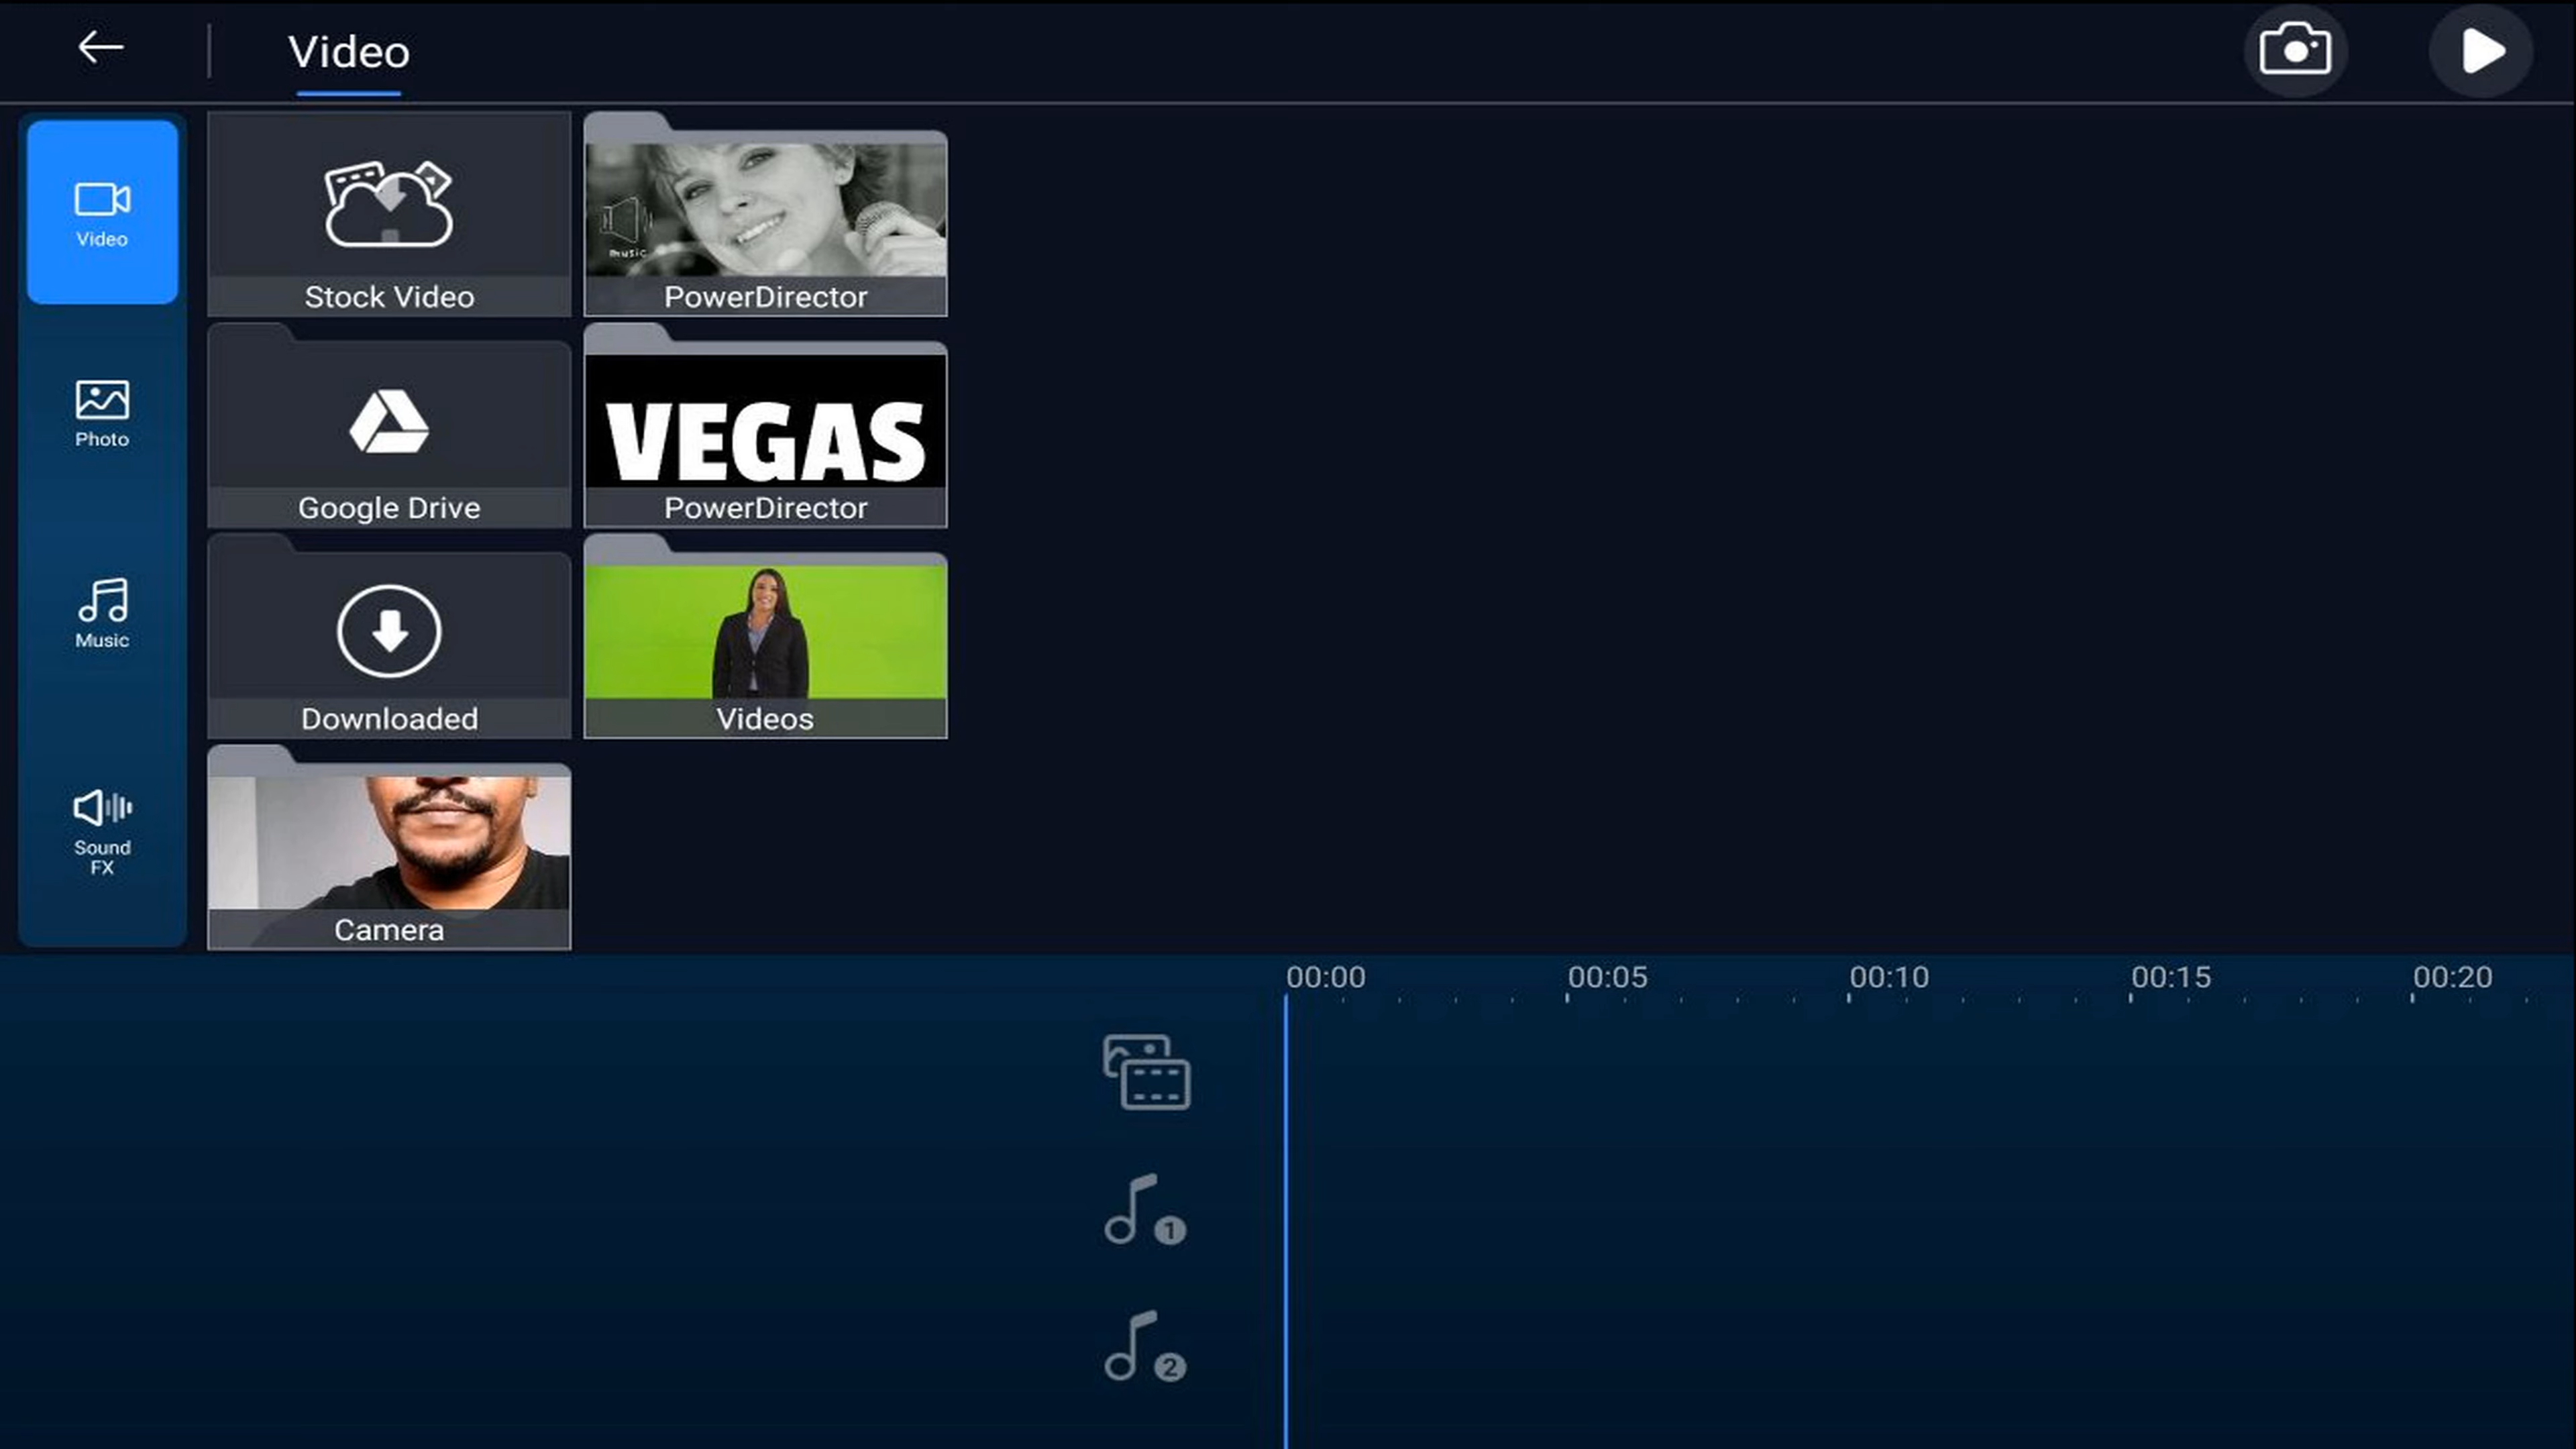 Video
Video
Photo
Music
Sound
FX
Stock Video
music
PowerDirector
Google Drive
VEGAS
PowerDirector
Downloaded
Videos
Camera
00:00
00:05
00:10
00:15
00:20
1
2